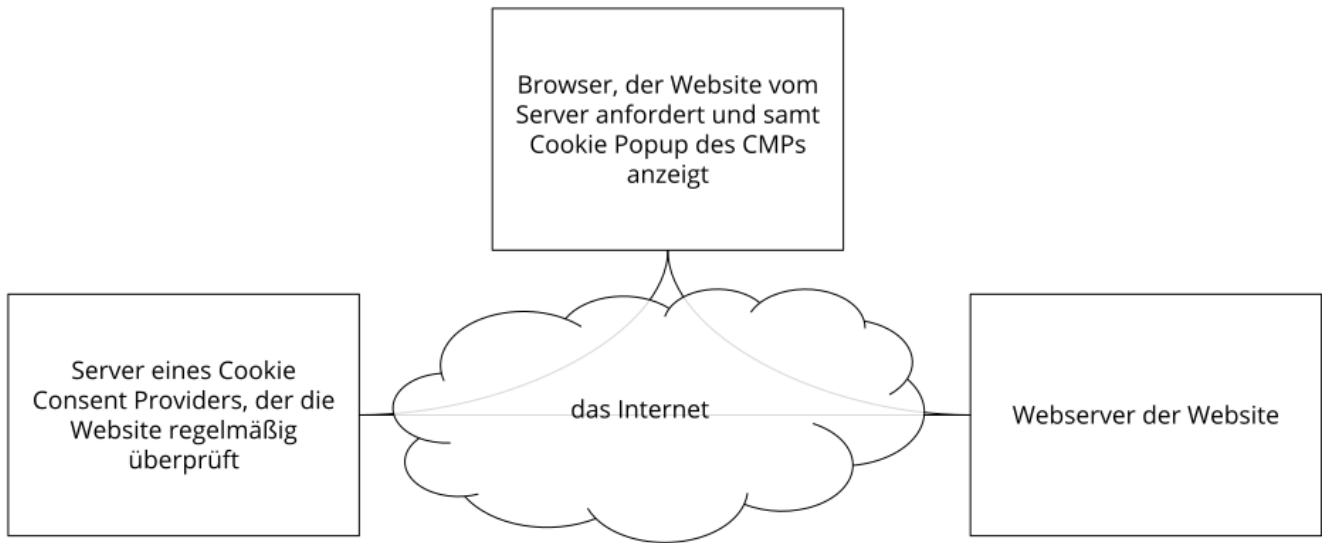 Browser, der Website vom
Server anfordert und samt
Cookie Popup des CMPs
anzeigt
Server eines Cookie
Consent Providers, der die
Website regelmäßig
überprüft
das Internet
Webserver der Website